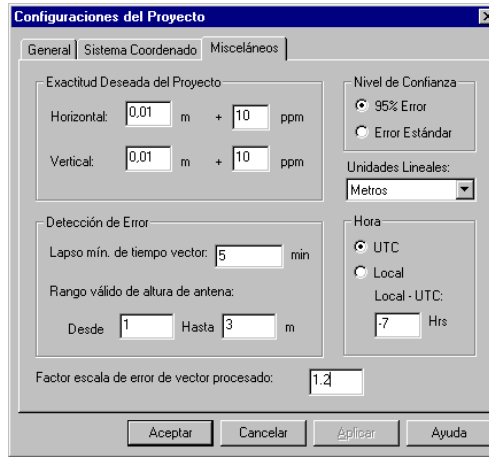 Configuraciones del Proyecto
General Sistema Coordenado Misceláneos
Exactitud Deseada del Proyecto
Horizontal: 0,01 m + 10 ppm
Vertical: 0,01 m + 10 ppm
Nivel de Confianza
95% Error
Error Estándar
Unidades Lineales:
Metros
Detección de Error
Lapso mín. de tiempo vector: 5 min
Rango válido de altura de antena:
Desde 1 Hasta 3 m
Hora
UTC
Local
Local - UTC:
-7 Hrs
Factor escala de error de vector procesado: 1.2
Aceptar Cancelar Aplicar Ayuda